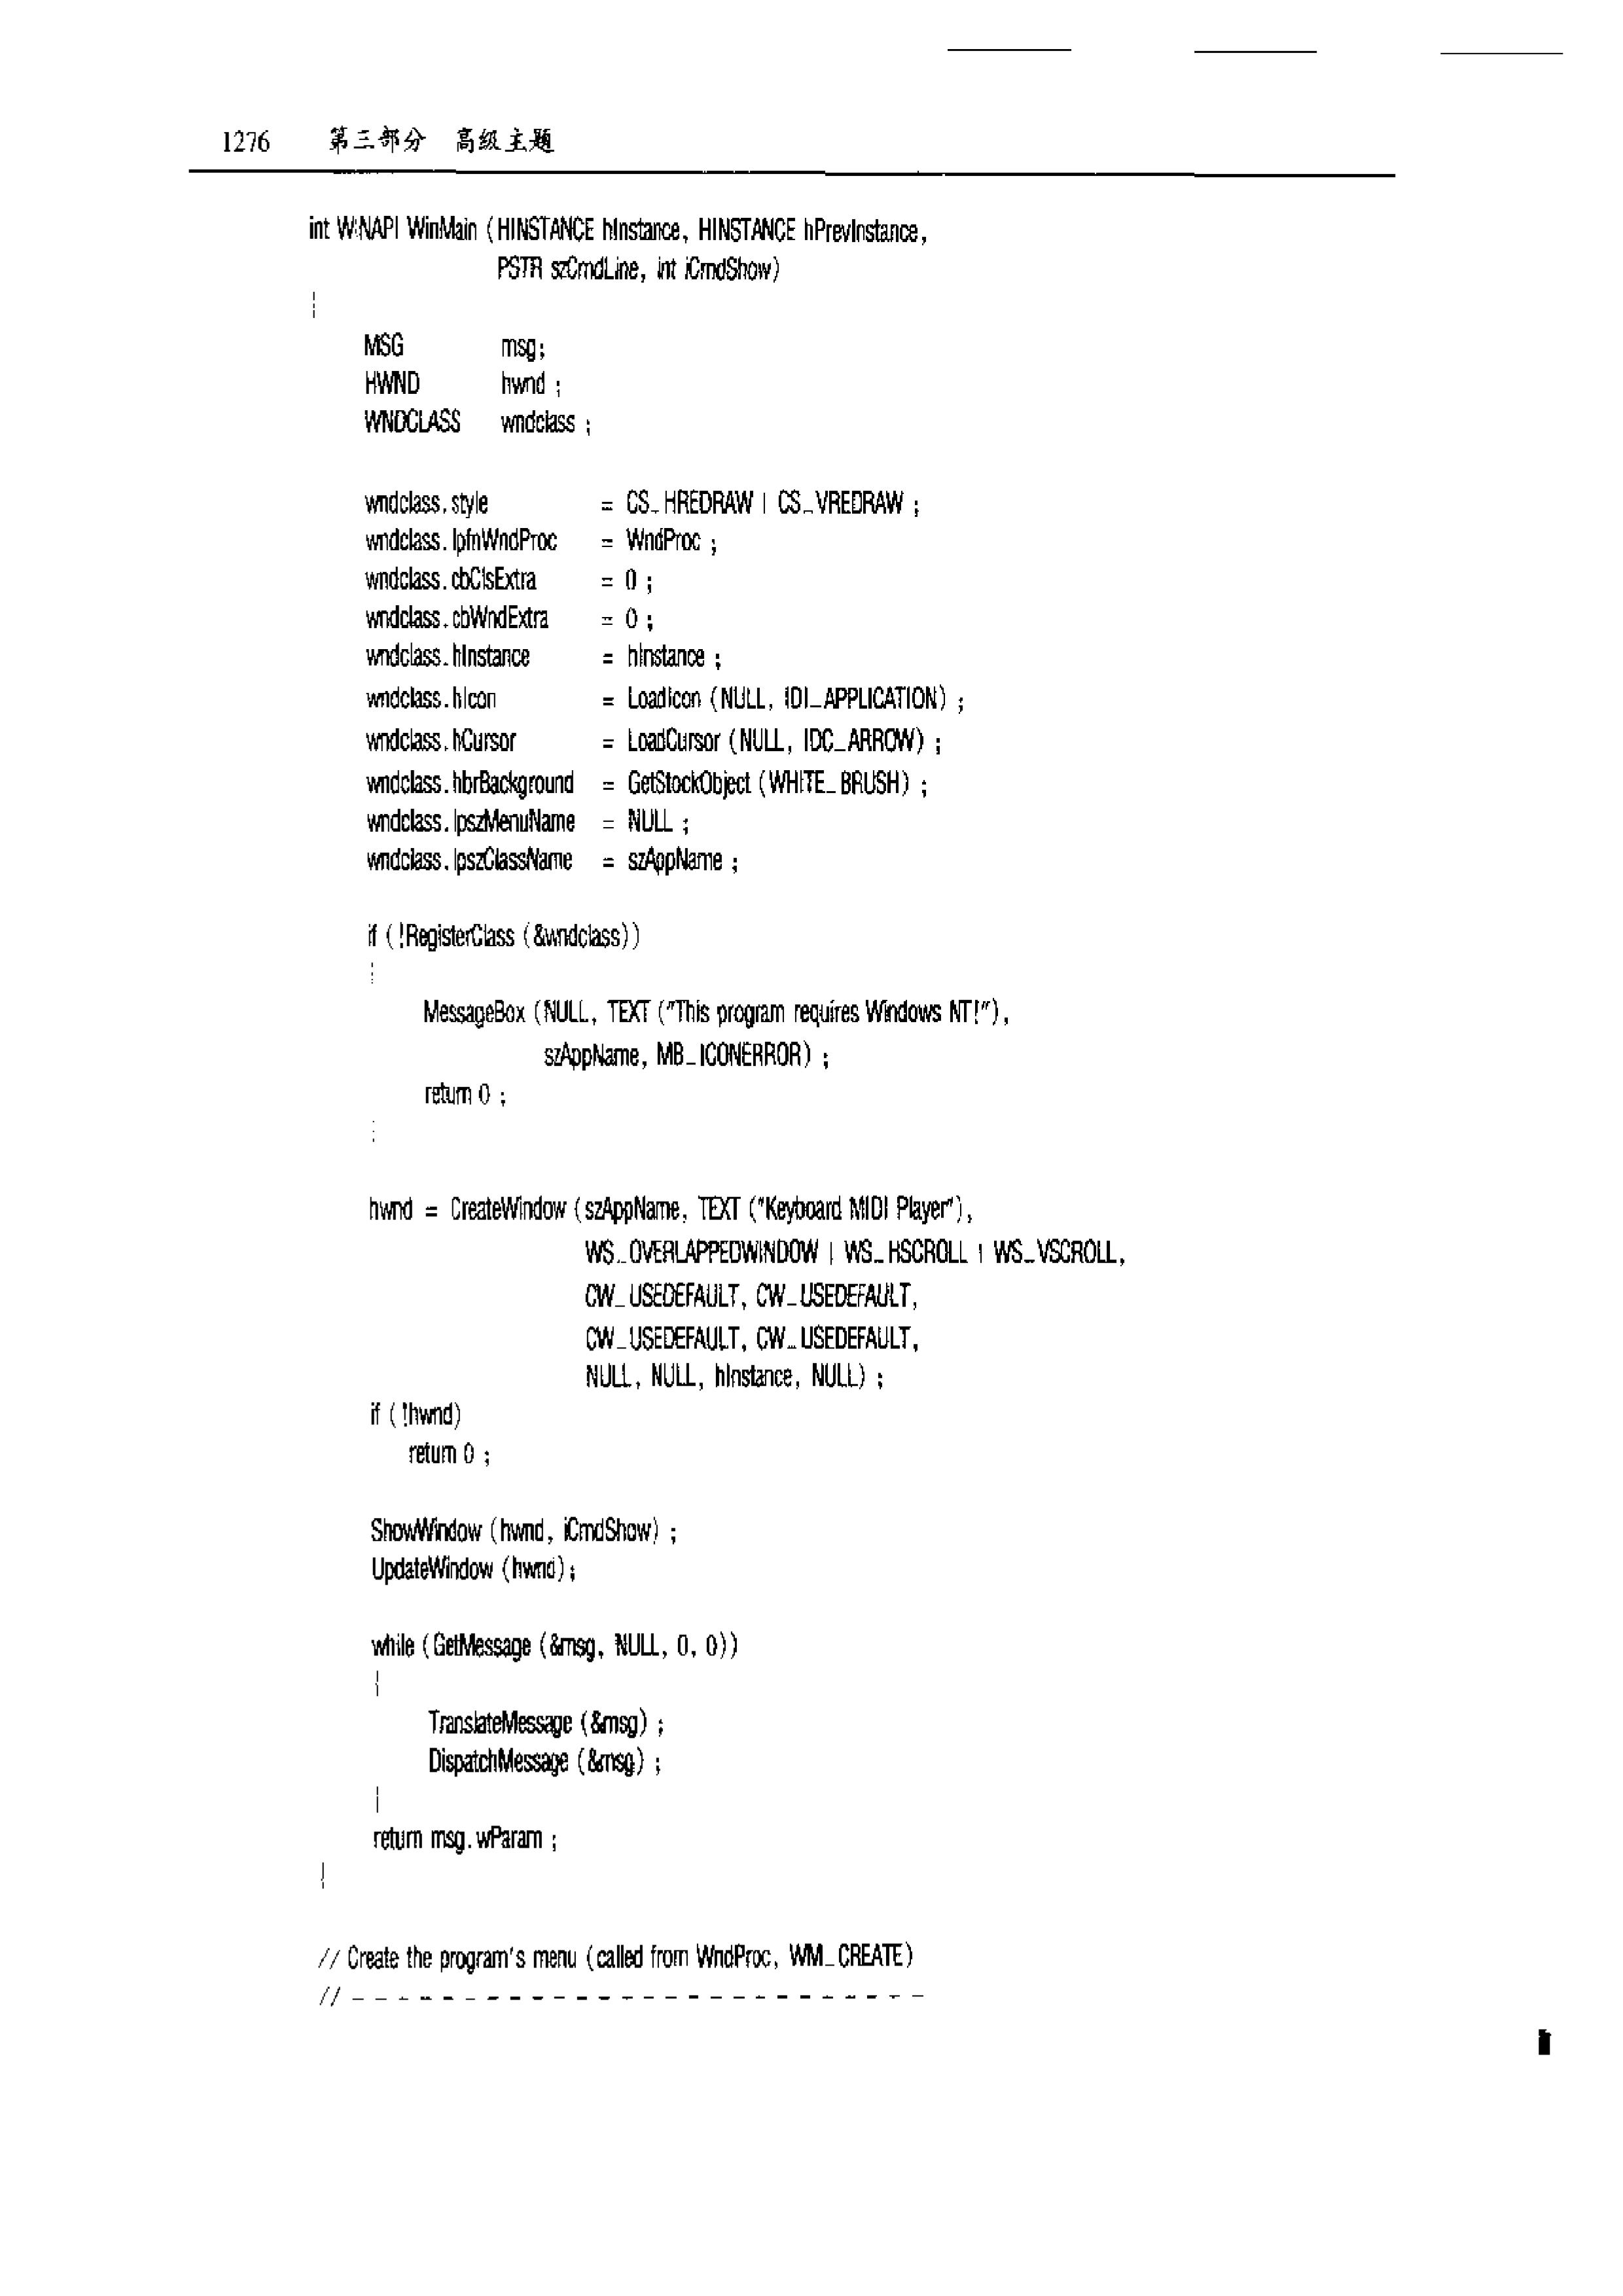 1276 第三部分 高级主题
int WINAPI WinMain (HINSTANCE hInstance, HINSTANCE hPrevInstance,
PSTR szCmdLine, int iCmdShow)
{
MSG msg;
HWND hwnd ;
WNDCLASS wndclass ;
wndclass.style = CS_HREDRAW | CS_VREDRAW ;
wndclass.lpfnWndProc = WndProc ;
wndclass.cbClsExtra = 0 ;
wndclass.cbWndExtra = 0 ;
wndclass.hInstance = hInstance ;
wndclass.hIcon = LoadIcon (NULL, IDI_APPLICATION) ;
wndclass.hCursor = LoadCursor (NULL, IDC_ARROW) ;
wndclass.hbrBackground = GetStockObject (WHITE_BRUSH) ;
wndclass.lpszMenuName = NULL ;
wndclass.lpszClassName = szAppName ;
if (!RegisterClass (&wndclass))
{
MessageBox (NULL, TEXT ("This program requires Windows NT!"),
szAppName, MB_ICONERROR) ;
return 0 ;
}
hwnd = CreateWindow (szAppName, TEXT ("Keyboard MIDI Player"),
WS_OVERLAPPEDWINDOW | WS_HSCROLL | WS_VSCROLL,
CW_USEDEFAULT, CW_USEDEFAULT,
CW_USEDEFAULT, CW_USEDEFAULT,
NULL, NULL, hInstance, NULL) ;
if (!hwnd)
return 0 ;
ShowWindow (hwnd, iCmdShow) ;
UpdateWindow (hwnd);
while (GetMessage (&msg, NULL, 0, 0))
{
TranslateMessage (&msg) ;
DispatchMessage (&msg) ;
}
return msg.wParam ;
}
// Create the program's menu (called from WndProc, WM_CREATE)
// - - - - - - - - - - - - - - - - - - - - - - - - - -